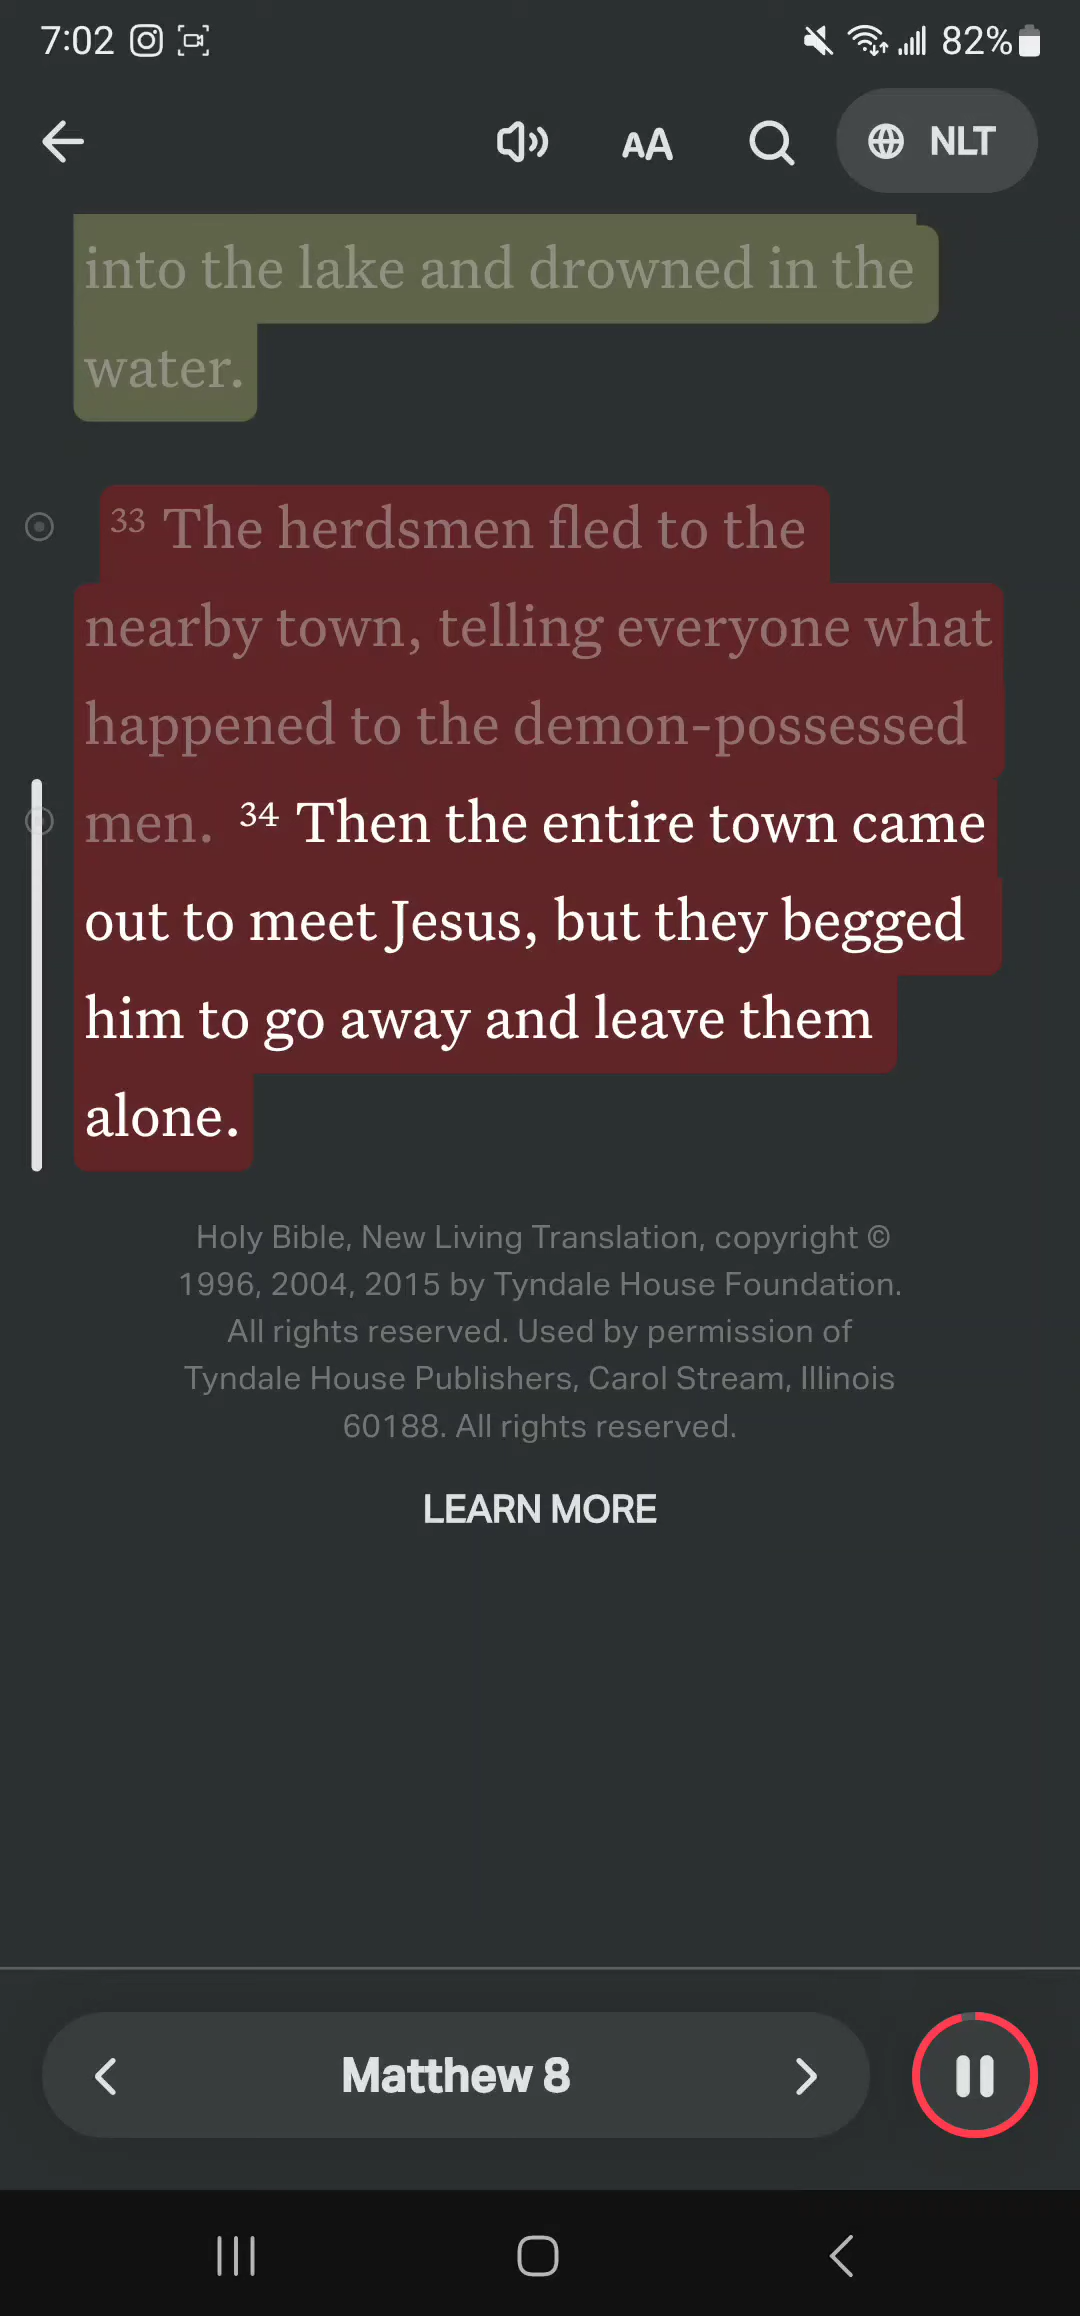 7:02 82%
AA NLT
into the lake and drowned in the
water.
33 The herdsmen fled to the
nearby town, telling everyone what
happened to the demon-possessed
men. 34 Then the entire town came
out to meet Jesus, but they begged
him to go away and leave them
alone.
Holy Bible, New Living Translation, copyright ©
1996, 2004, 2015 by Tyndale House Foundation.
All rights reserved. Used by permission of
Tyndale House Publishers, Carol Stream, Illinois
60188. All rights reserved.
LEARN MORE
Matthew 8